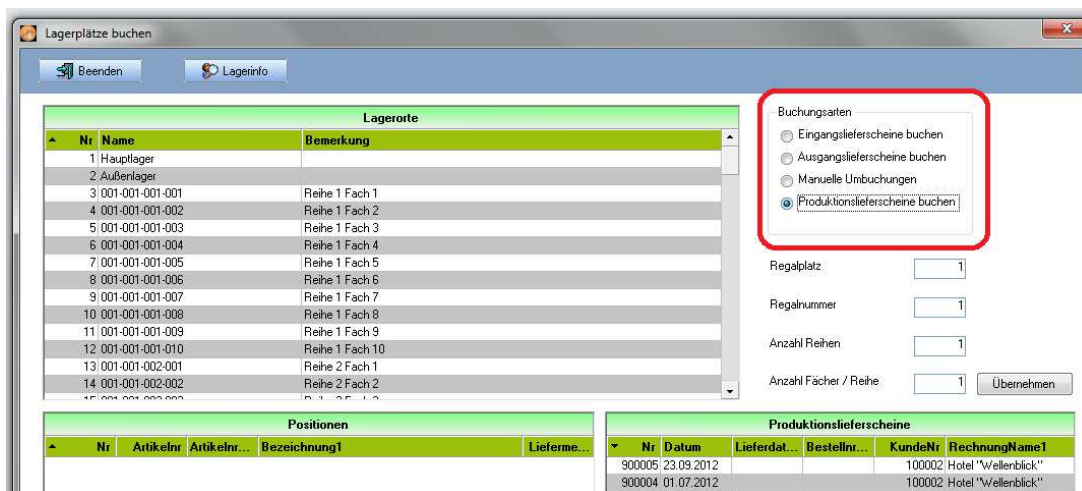 Lagerplätze buchen
Beenden Lagerinfo
Lagerorte
Nr Name Bemerkung
1 Hauptlager
2 Außenlager
3 001-001-001-001 Reihe 1 Fach 1
4 001-001-001-002 Reihe 1 Fach 2
5 001-001-001-003 Reihe 1 Fach 3
6 001-001-001-004 Reihe 1 Fach 4
7 001-001-001-005 Reihe 1 Fach 5
8 001-001-001-006 Reihe 1 Fach 6
9 001-001-001-007 Reihe 1 Fach 7
10 001-001-001-008 Reihe 1 Fach 8
11 001-001-001-009 Reihe 1 Fach 9
12 001-001-001-010 Reihe 1 Fach 10
13 001-001-002-001 Reihe 2 Fach 1
14 001-001-002-002 Reihe 2 Fach 2
Buchungsarten
Eingangslieferscheine buchen
Ausgangslieferscheine buchen
Manuelle Umbuchungen
Produktionslieferscheine buchen
Regalplatz 1
Regalnummer 1
Anzahl Reihen 1
Anzahl Fächer / Reihe 1 Übernehmen
Positionen
Nr Artikelnr Artikelnr... Bezeichnung1 Lieferme...
Produktionslieferscheine
Nr Datum Lieferdat... Bestellnr... KundeNr RechnungName1
900005 23.09.2012 100002 Hotel "Wellenblick"
900004 01.07.2012 100002 Hotel "Wellenblick"